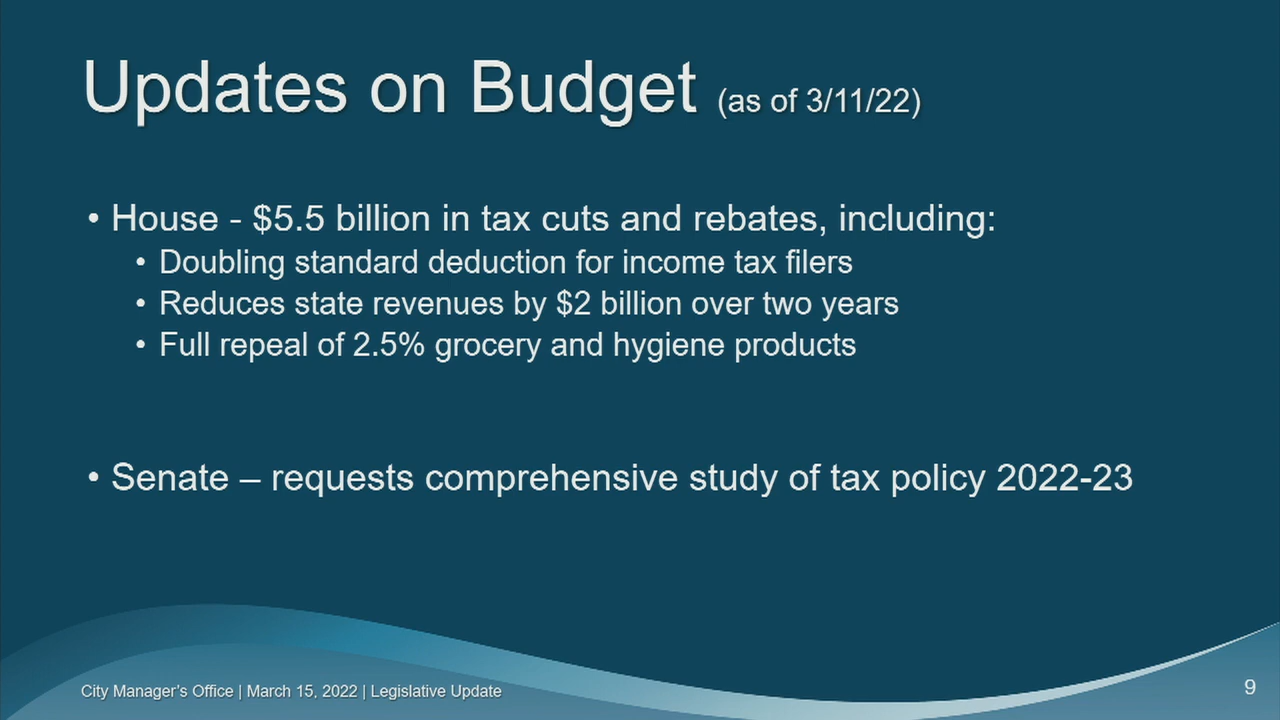 Updates on Budget (as of 3/11/22)
• House - $5.5 billion in tax cuts and rebates, including:
• Doubling standard deduction for income tax filers
• Reduces state revenues by $2 billion over two years
• Full repeal of 2.5% grocery and hygiene products
• Senate – requests comprehensive study of tax policy 2022-23
City Manager's Office | March 15, 2022 | Legislative Update
9